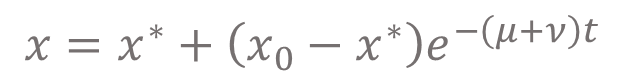 x = x* + (x₀ − x*)e^−(μ+ν)t